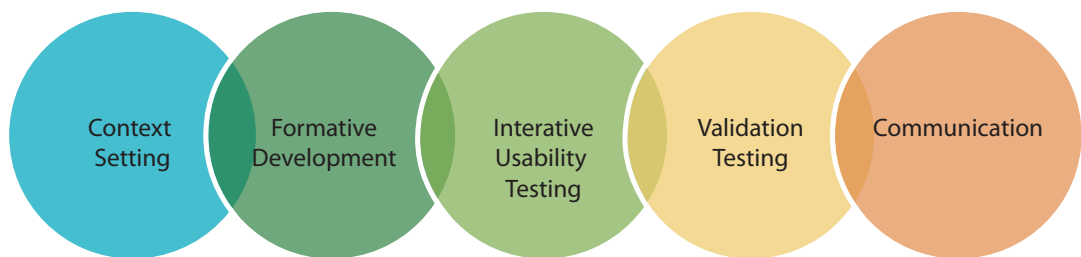 Context
Setting
Formative
Development
Interative
Usability
Testing
Validation
Testing
Communication